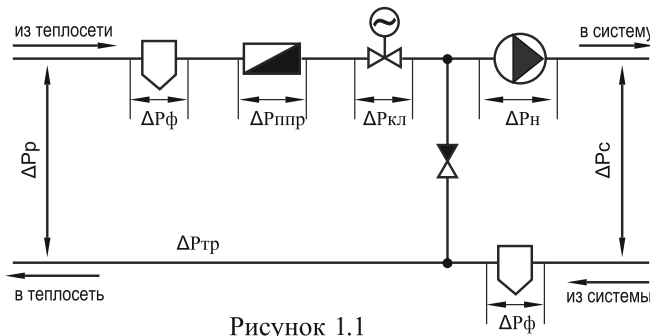 из теплосети
в систему
ΔPф
ΔPппр
ΔPкл
ΔPн
ΔPр
ΔPс
ΔPтр
в теплосеть
из системы
ΔPф
Рисунок 1.1